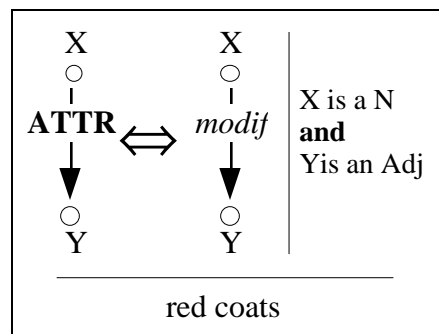 X X
ATTR modif
X is a N
and
Yis an Adj
Y Y
red coats